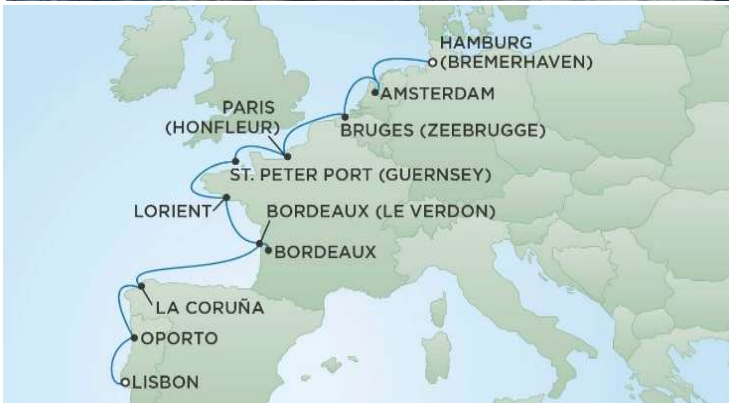 HAMBURG
(BREMERHAVEN)
AMSTERDAM
PARIS
(HONFLEUR)
BRUGES (ZEEBRUGGE)
ST. PETER PORT (GUERNSEY)
LORIENT
BORDEAUX (LE VERDON)
BORDEAUX
LA CORUÑA
OPORTO
LISBON